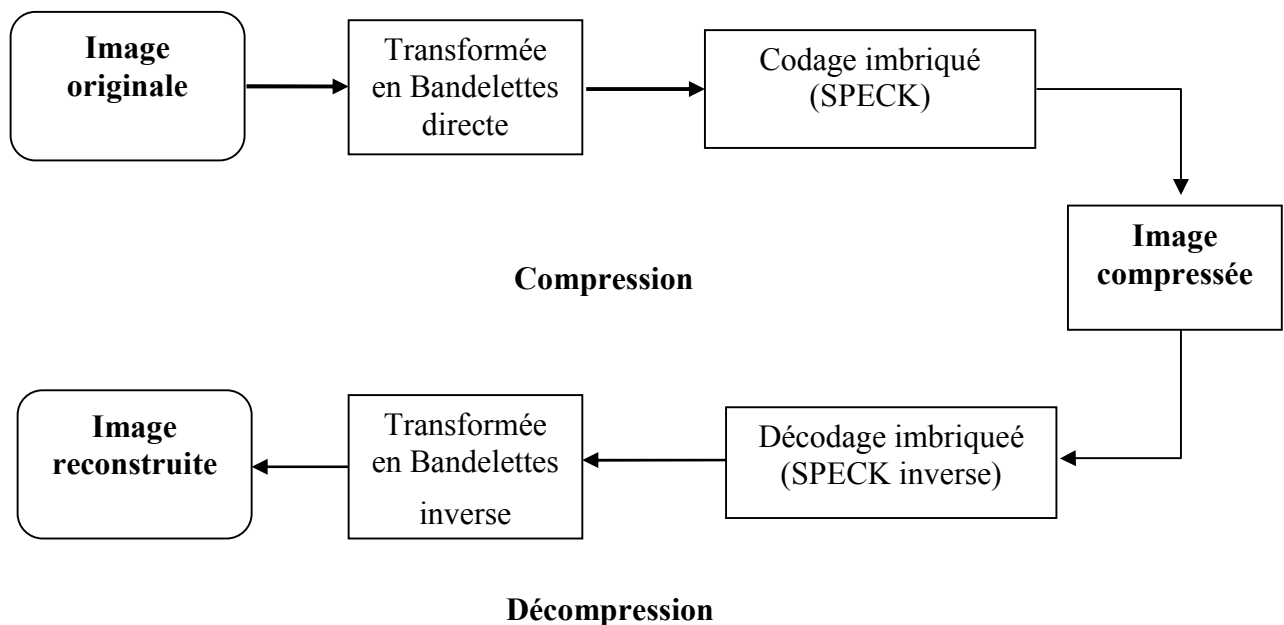 Image
originale
Transformée
en Bandelettes
directe
Codage imbriqué
(SPECK)
Image
compressée
Compression
Image
reconstruite
Transformée
en Bandelettes
inverse
Décodage imbriqueé
(SPECK inverse)
Décompression